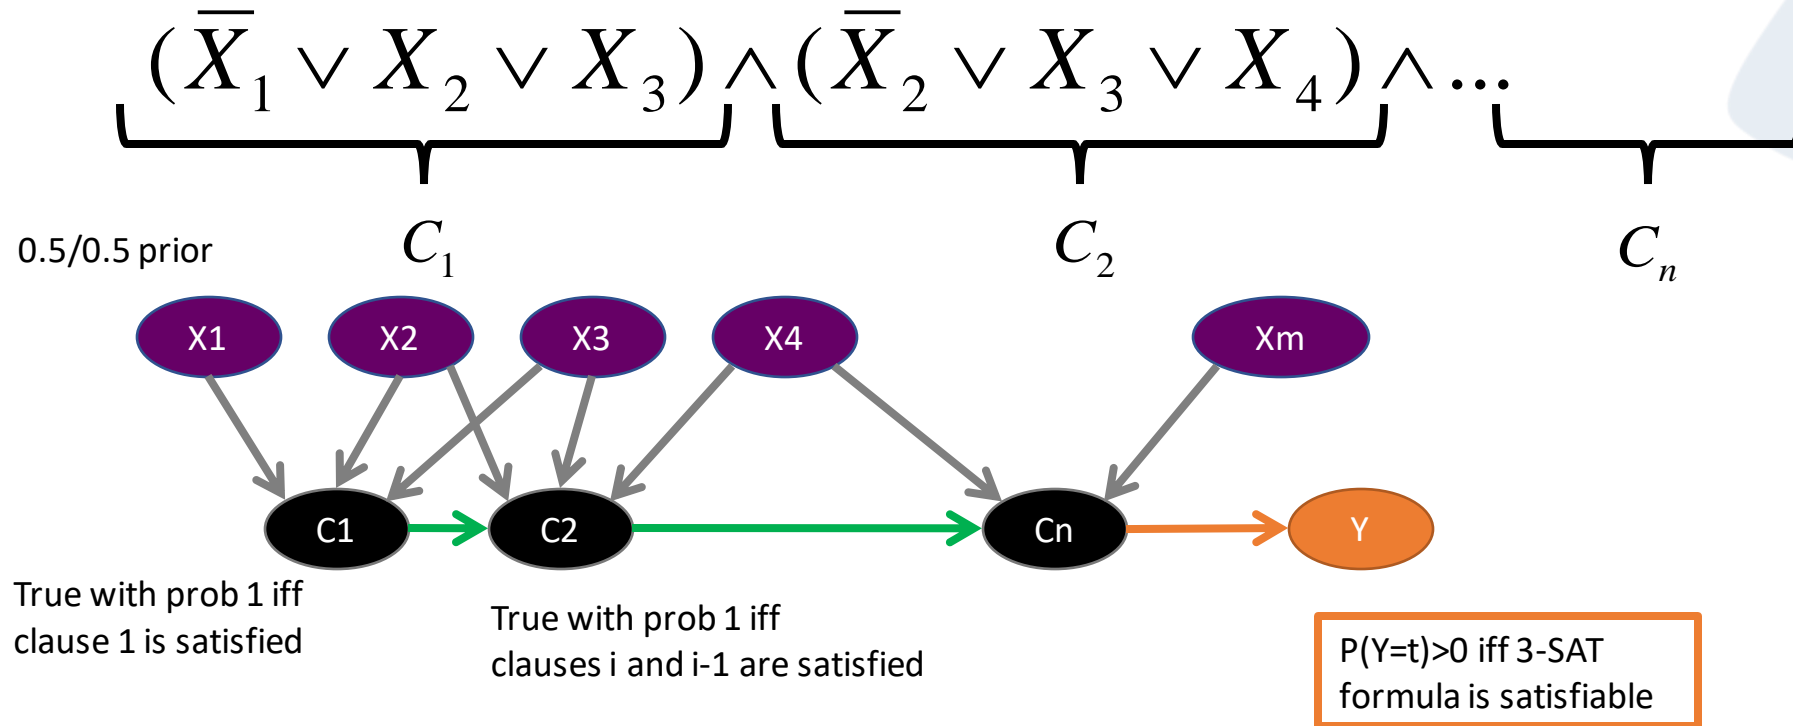 (X̅₁ ∨ X₂ ∨ X₃) ∧ (X̅₂ ∨ X₃ ∨ X₄) ∧ ...
C₁ C₂ Cₙ
0.5/0.5 prior
X1 X2 X3 X4 Xm
C1 C2 Cn Y
True with prob 1 iff
clause 1 is satisfied
True with prob 1 iff
clauses i and i-1 are satisfied
P(Y=t)>0 iff 3-SAT
formula is satisfiable